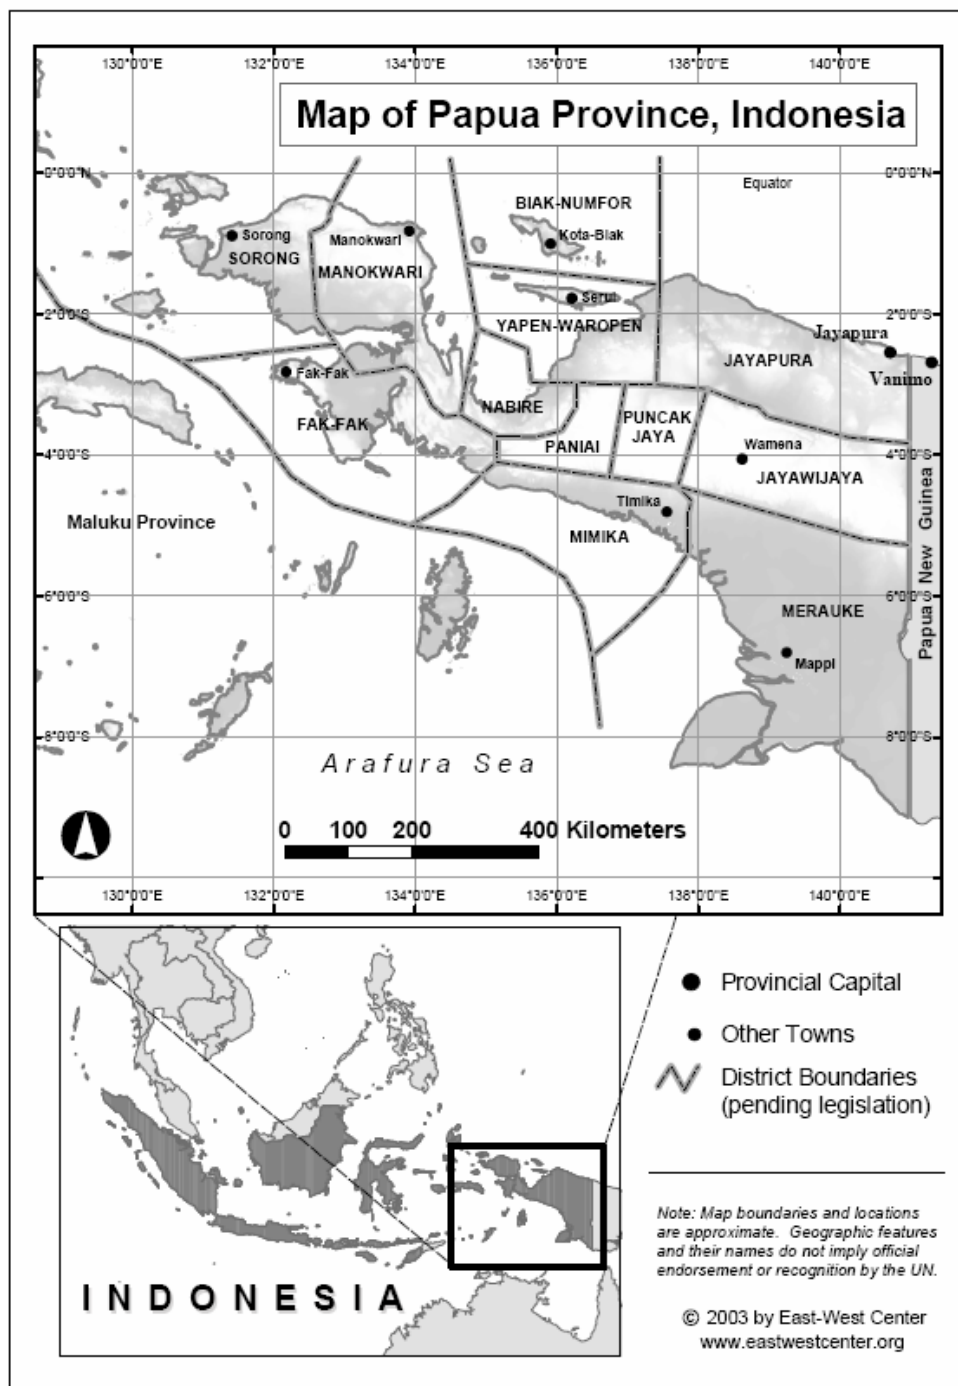 130°0'0"E 132°0'0"E 134°0'0"E 136°0'0"E 138°0'0"E 140°0'0"E
Map of Papua Province, Indonesia
0°0'0"N
Equator
BIAK-NUMFOR
Kota-Biak
Sorong
SORONG
Manokwari
MANOKWARI
Serui
2°0'0"S 2°0'0"S
YAPEN-WAROPEN
Jayapura
JAYAPURA
Vanimo
Fak-Fak
FAK-FAK
NABIRE
PUNCAK
JAYA
PANIAI
Wamena
JAYAWIJAYA
4°0'0"S 4°0'0"S
Timika
MIMIKA
Maluku Province
Papua New Guinea
6°0'0"S 6°0'0"S
MERAUKE
Mappi
8°0'0"S 8°0'0"S
Arafura Sea
0 100 200 400 Kilometers
130°0'0"E 132°0'0"E 134°0'0"E 136°0'0"E 138°0'0"E 140°0'0"E
Provincial Capital
Other Towns
District Boundaries
(pending legislation)
INDONESIA
Note: Map boundaries and locations
are approximate. Geographic features
and their names do not imply official
endorsement or recognition by the UN.
© 2003 by East-West Center
www.eastwestcenter.org